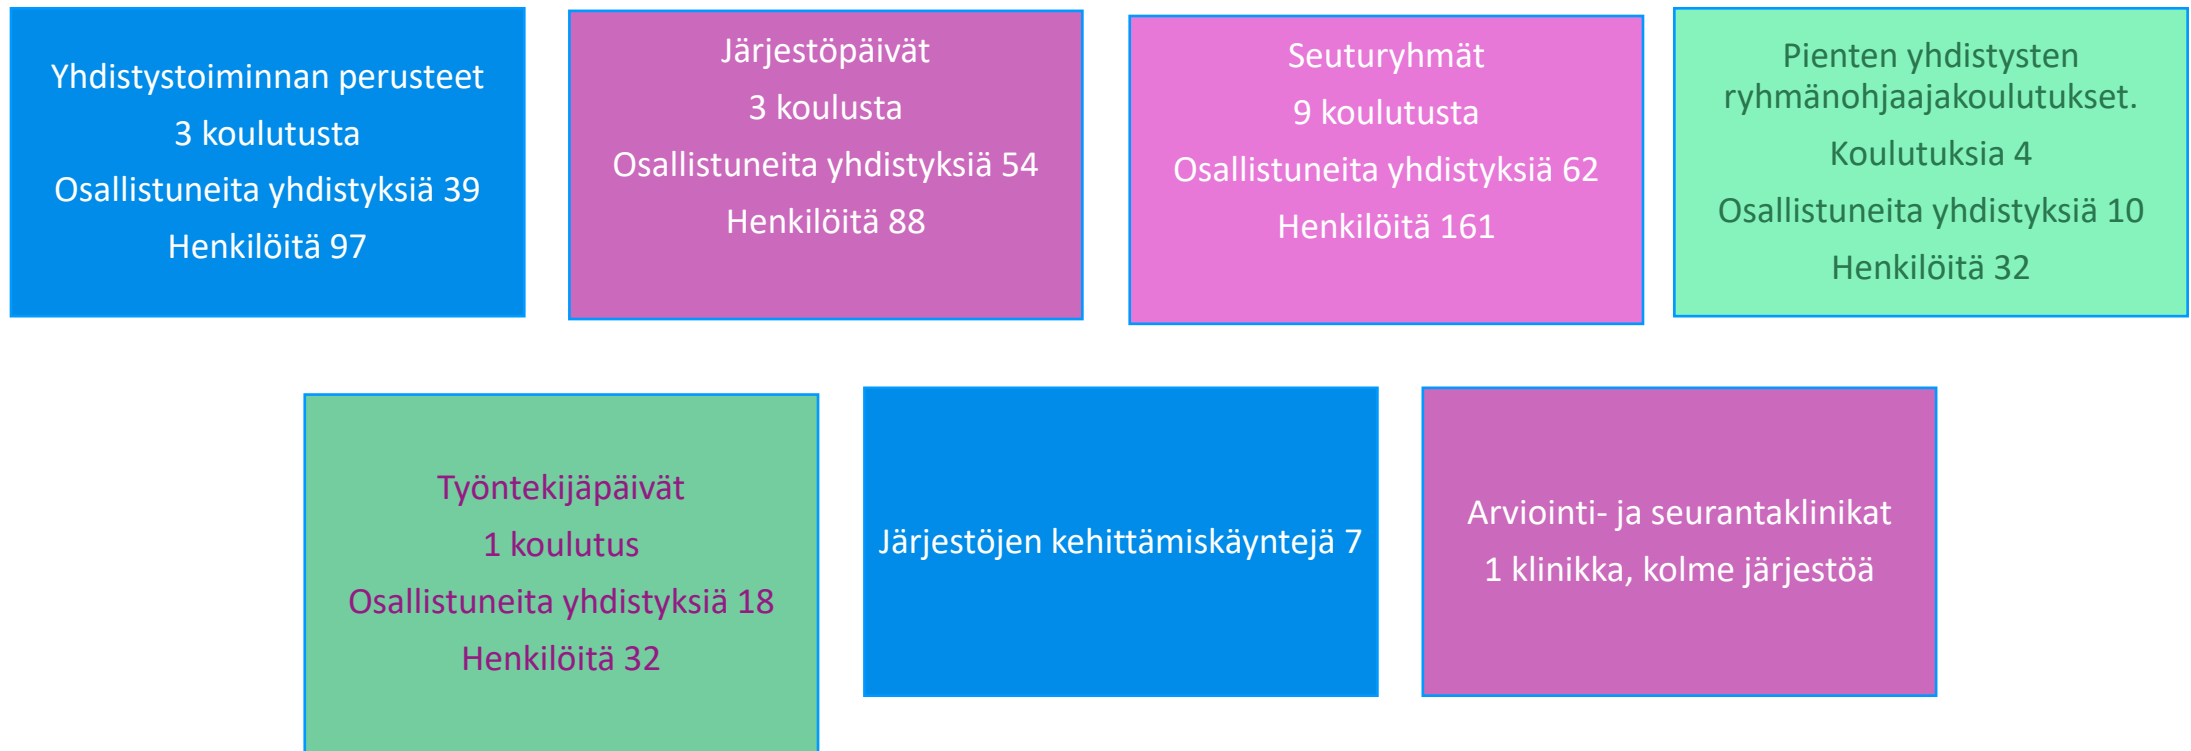 Yhdistystoiminnan perusteet
3 koulutusta
Osallistuneita yhdistyksiä 39
Henkilöitä 97
Järjestöpäivät
3 koulusta
Osallistuneita yhdistyksiä 54
Henkilöitä 88
Seuturyhmät
9 koulutusta
Osallistuneita yhdistyksiä 62
Henkilöitä 161
Pienten yhdistysten
ryhmänohjaajakoulutukset.
Koulutuksia 4
Osallistuneita yhdistyksiä 10
Henkilöitä 32
Työntekijäpäivät
1 koulutus
Osallistuneita yhdistyksiä 18
Henkilöitä 32
Järjestöjen kehittämiskäyntejä 7
Arviointi- ja seurantaklinikat
1 klinikka, kolme järjestöä